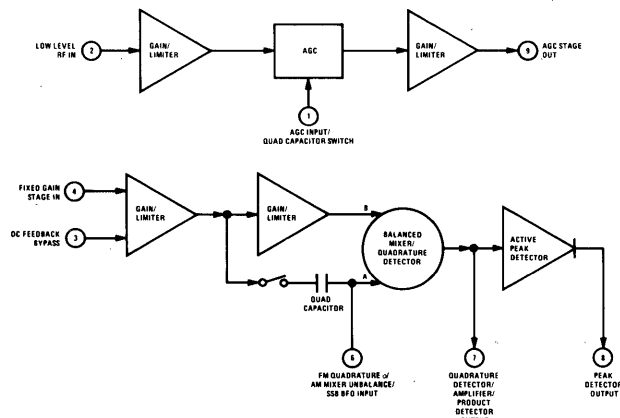 LOW LEVEL
RF IN
2
GAIN/
LIMITER
AGC
GAIN/
LIMITER
9
AGC STAGE
OUT
1
AGC INPUT/
QUAD CAPACITOR SWITCH
FIXED GAIN
STAGE IN
4
DC FEEDBACK
BYPASS
3
GAIN/
LIMITER
GAIN/
LIMITER
B
BALANCED
MIXER/
QUADRATURE
DETECTOR
A
ACTIVE
PEAK
DETECTOR
QUAD
CAPACITOR
6
FM QUADRATURE
AM MIXER UNBALANCE/
SSB BFO INPUT
7
QUADRATURE
DETECTOR/
AMPLIFIER/
PRODUCT
DETECTOR
8
PEAK
DETECTOR
OUTPUT